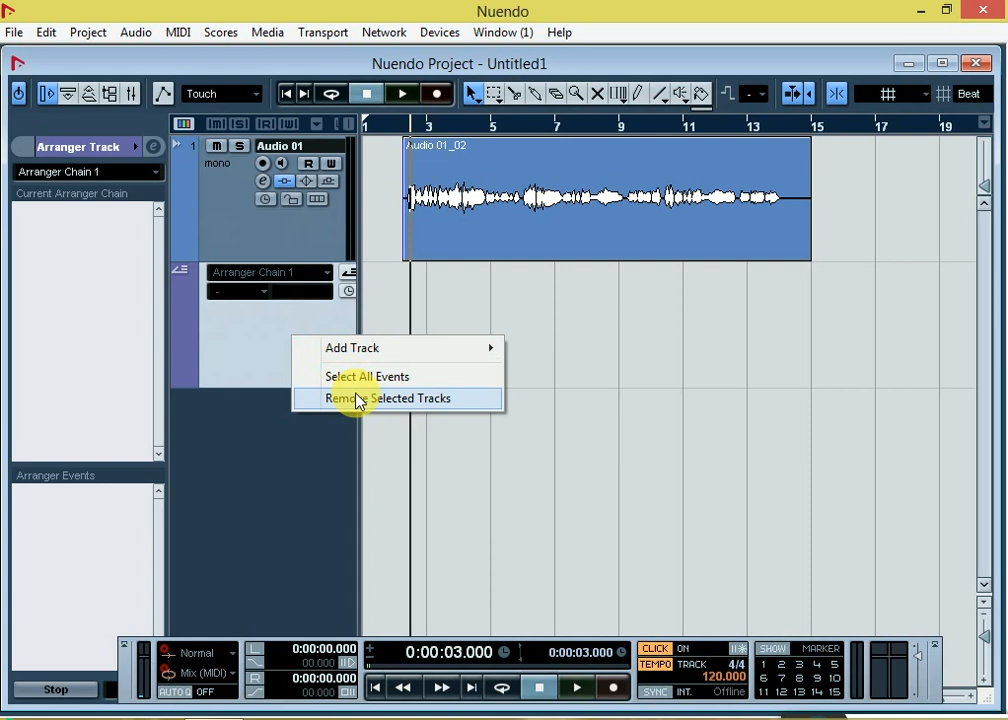 Nuendo
File Edit Project Audio MIDI Scores Media Transport Network Devices Window (1) Help
Nuendo Project - Untitled1
Touch
- Beat
1 3 5 7 9 11 13 15 17 19
Arranger Track e
Arranger Chain 1
Current Arranger Chain
1 m S Audio 01
mono
R W
e
Audio 01_02
Arranger Chain 1
-
Add Track
Select All Events
Remove Selected Tracks
Arranger Events
Stop
Normal
Mix (MIDI)
AUTO Q OFF
L 0:00:00.000
00.000
R 0:00:00.000
00.000
0:00:03.000 0:00:03.000
CLICK ON
TEMPO TRACK 4/4
120.000
SYNC INT. Offline
SHOW MARKER
1 2 3 4 5
6 7 8 9 10
11 12 13 14 15